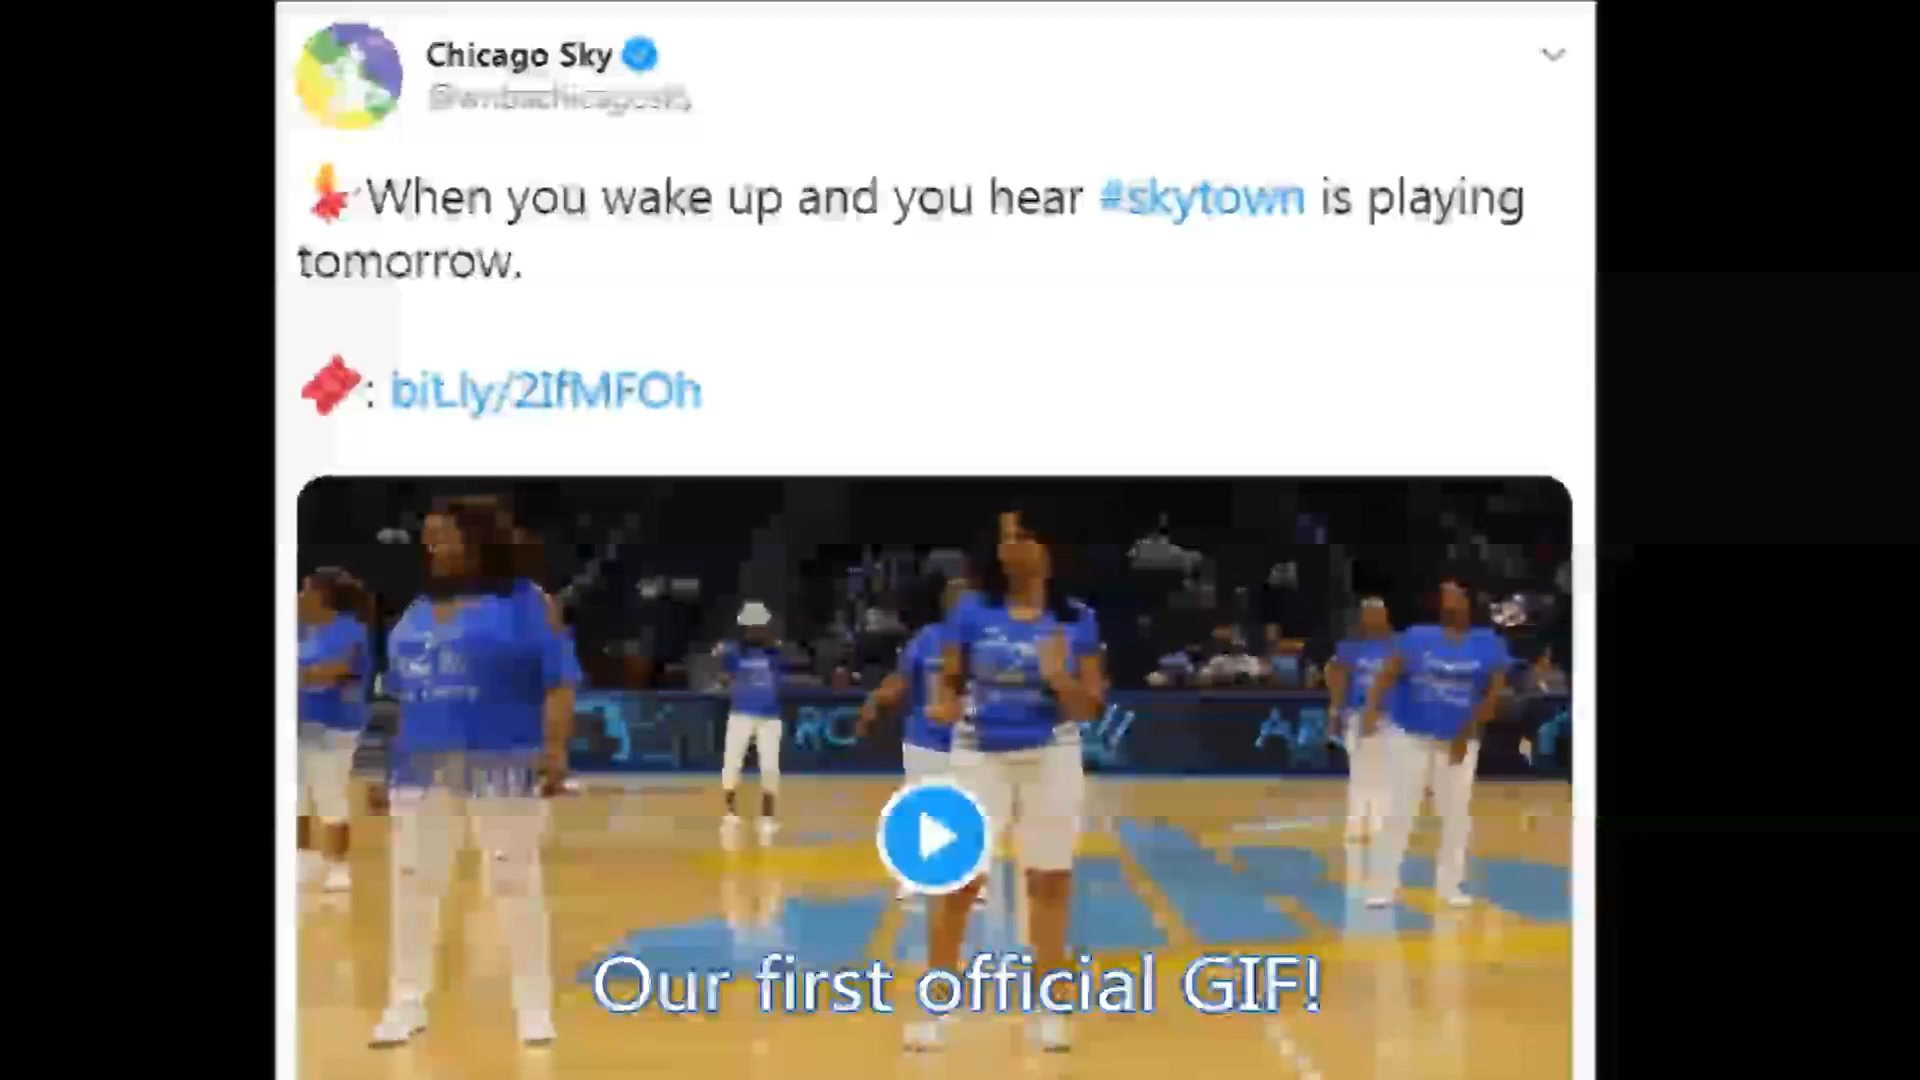 Chicago Sky
@wnbachicagosky
When you wake up and you hear #skytown is playing
tomorrow.
: bit.ly/2IfMFOh
Our first official GIF!